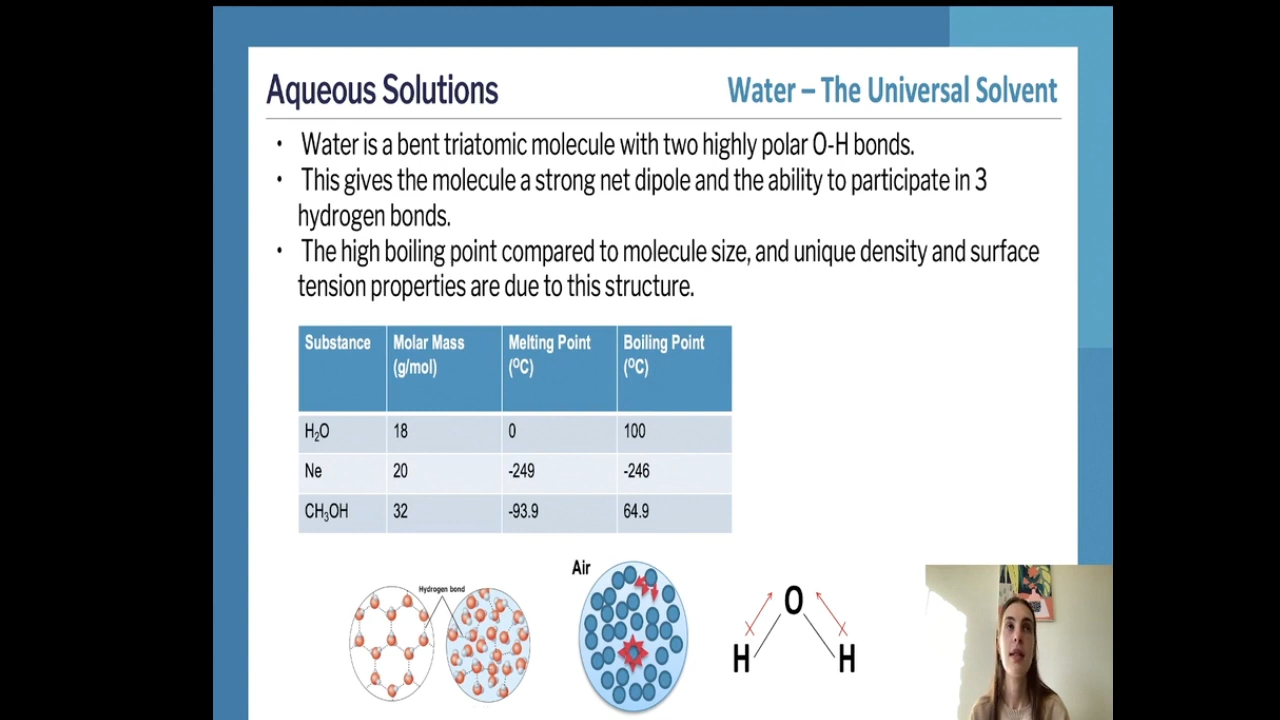 Aqueous Solutions
Water – The Universal Solvent
• Water is a bent triatomic molecule with two highly polar O-H bonds.
• This gives the molecule a strong net dipole and the ability to participate in 3
hydrogen bonds.
• The high boiling point compared to molecule size, and unique density and surface
tension properties are due to this structure.
Substance Molar Mass (g/mol) Melting Point (⁰C) Boiling Point (⁰C)
H₂O 18 0 100
Ne 20 -249 -246
CH₃OH 32 -93.9 64.9
Hydrogen bond
Air
O
H H